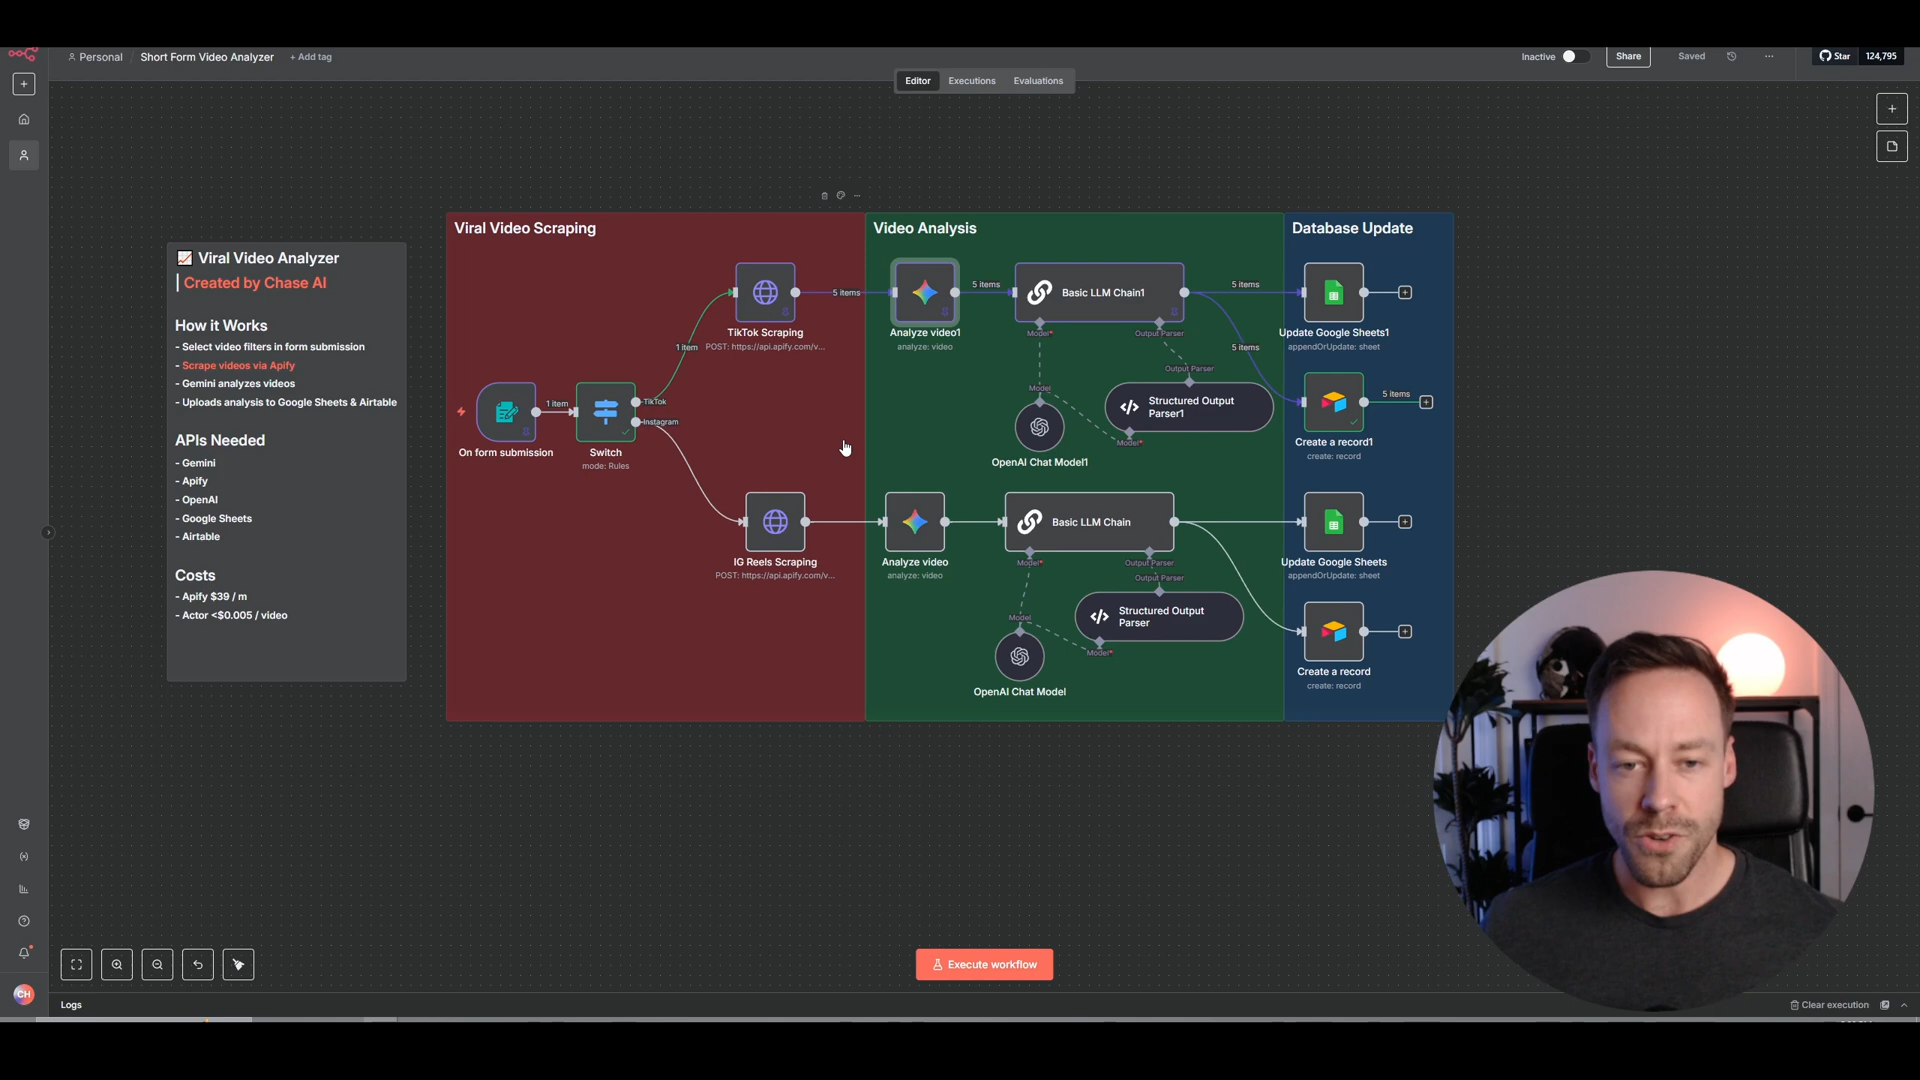 Personal
Short Form Video Analyzer
+ Add tag
Inactive
Share
Saved
Star
124,795
Editor
Executions
Evaluations
📈 Viral Video Analyzer
Created by Chase AI
How it Works
- Select video filters in form submission
- Scrape videos via Apify
- Gemini analyzes videos
- Uploads analysis to Google Sheets & Airtable
APIs Needed
- Gemini
- Apify
- OpenAI
- Google Sheets
- Airtable
Costs
- Apify $39 / m
- Actor <$0.005 / video
Viral Video Scraping
TikTok Scraping
POST: https://api.apify.com/v...
1 item
5 items
On form submission
1 item
Switch
mode: Rules
TikTok
Instagram
IG Reels Scraping
POST: https://api.apify.com/v...
Video Analysis
Analyze video1
analyze: video
5 items
Basic LLM Chain1
Model*
Output Parser
Output Parser
Model
Structured Output
Parser1
Model*
OpenAI Chat Model1
5 items
5 items
Analyze video
analyze: video
Basic LLM Chain
Model*
Output Parser
Output Parser
Model
Structured Output
Parser
Model*
OpenAI Chat Model
Database Update
Update Google Sheets1
appendOrUpdate: sheet
Create a record1
create: record
5 items
Update Google Sheets
appendOrUpdate: sheet
Create a record
create: record
Execute workflow
CH
Logs
Clear execution